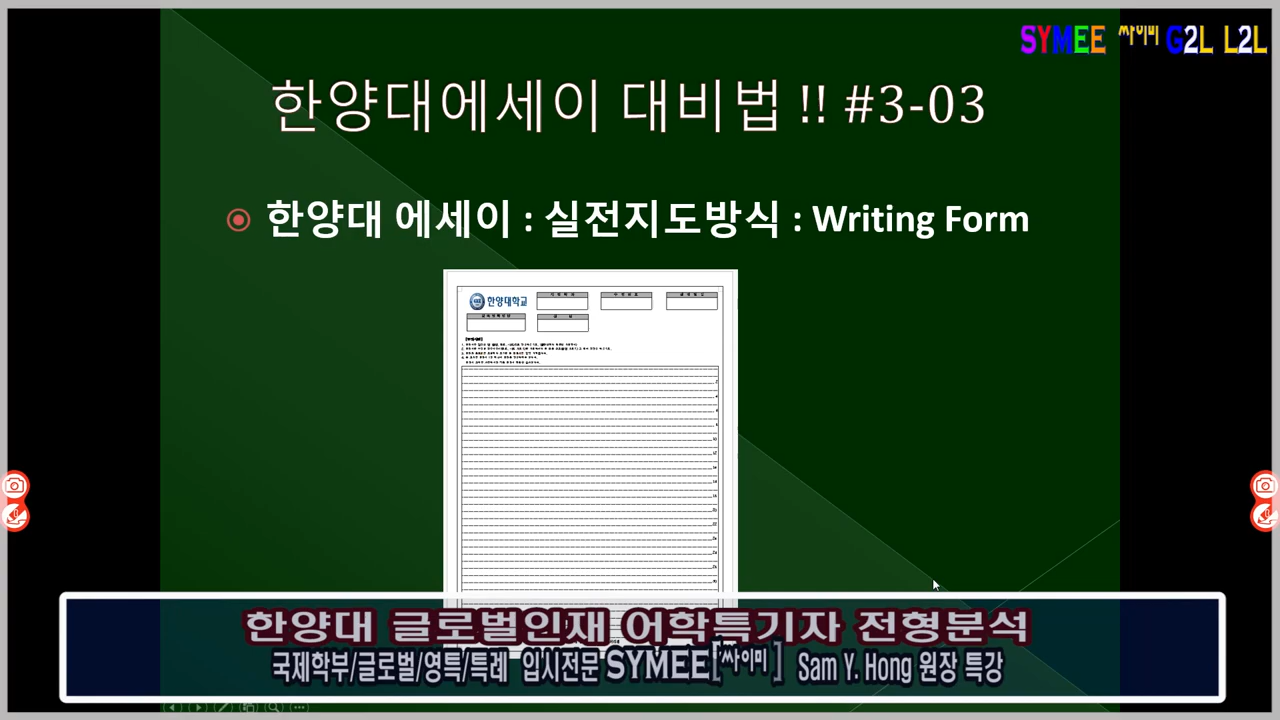 SYMEE 싸이미 G2L L2L
한양대에세이 대비법 !! #3-03
한양대 에세이 : 실전지도방식 : Writing Form
한양대학교
한양대 글로벌인재 어학특기자 전형분석
국제학부/글로벌/영특/특례 입시전문 SYMEE[싸이미] Sam Y. Hong 원장 특강